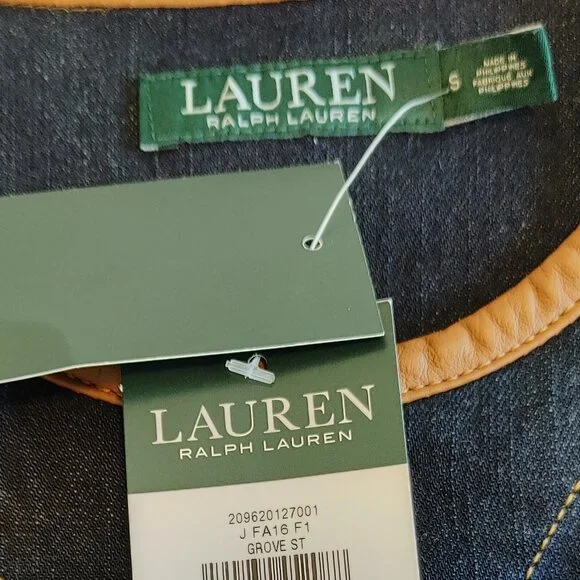 LAUREN
RALPH LAUREN
S
MADE IN
PHILIPPINES
FABRIQUÉ AUX
PHILIPPINES
LAUREN
RALPH LAUREN
209620127001
J FA16 F1
GROVE ST